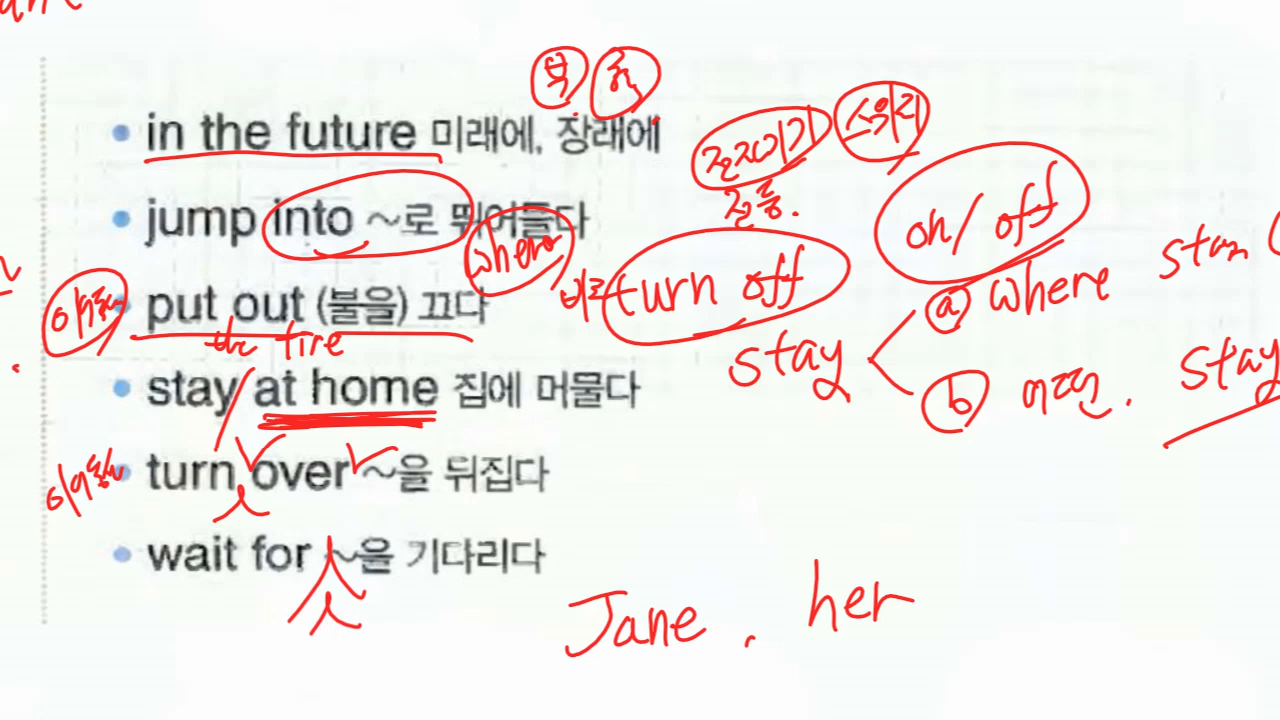 in the future 미래에, 장래에
전자기기 스위치
전등.
jump into ~로 뛰어들다
where
on / off
put out (불을) 끄다
the fire
turn off
ⓐ where
stay
stay at home 집에 머물다
stay
ⓑ 어떤.
turn over ~을 뒤집다
wait for ~을 기다리다
Jane . her